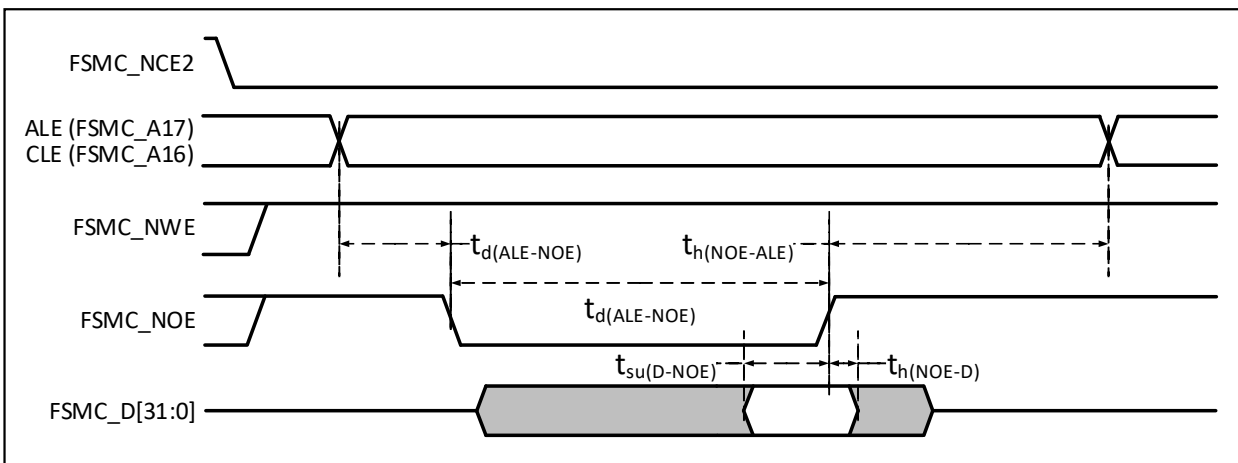 FSMC_NCE2
ALE (FSMC_A17)
CLE (FSMC_A16)
FSMC_NWE
td(ALE-NOE)
th(NOE-ALE)
FSMC_NOE
td(ALE-NOE)
tsu(D-NOE)
th(NOE-D)
FSMC_D[31:0]